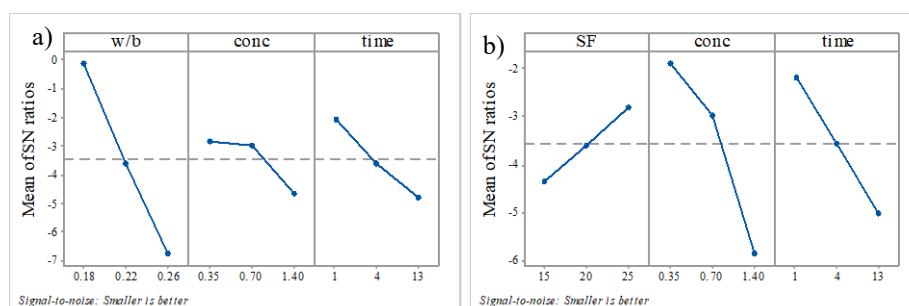 a)
w/b conc time
Mean of SN ratios
0
-1
-2
-3
-4
-5
-6
-7
0.18 0.22 0.26 0.35 0.70 1.40 1 4 13
Signal-to-noise: Smaller is better
b)
SF conc time
Mean of SN ratios
-2
-3
-4
-5
-6
15 20 25 0.35 0.70 1.40 1 4 13
Signal-to-noise: Smaller is better